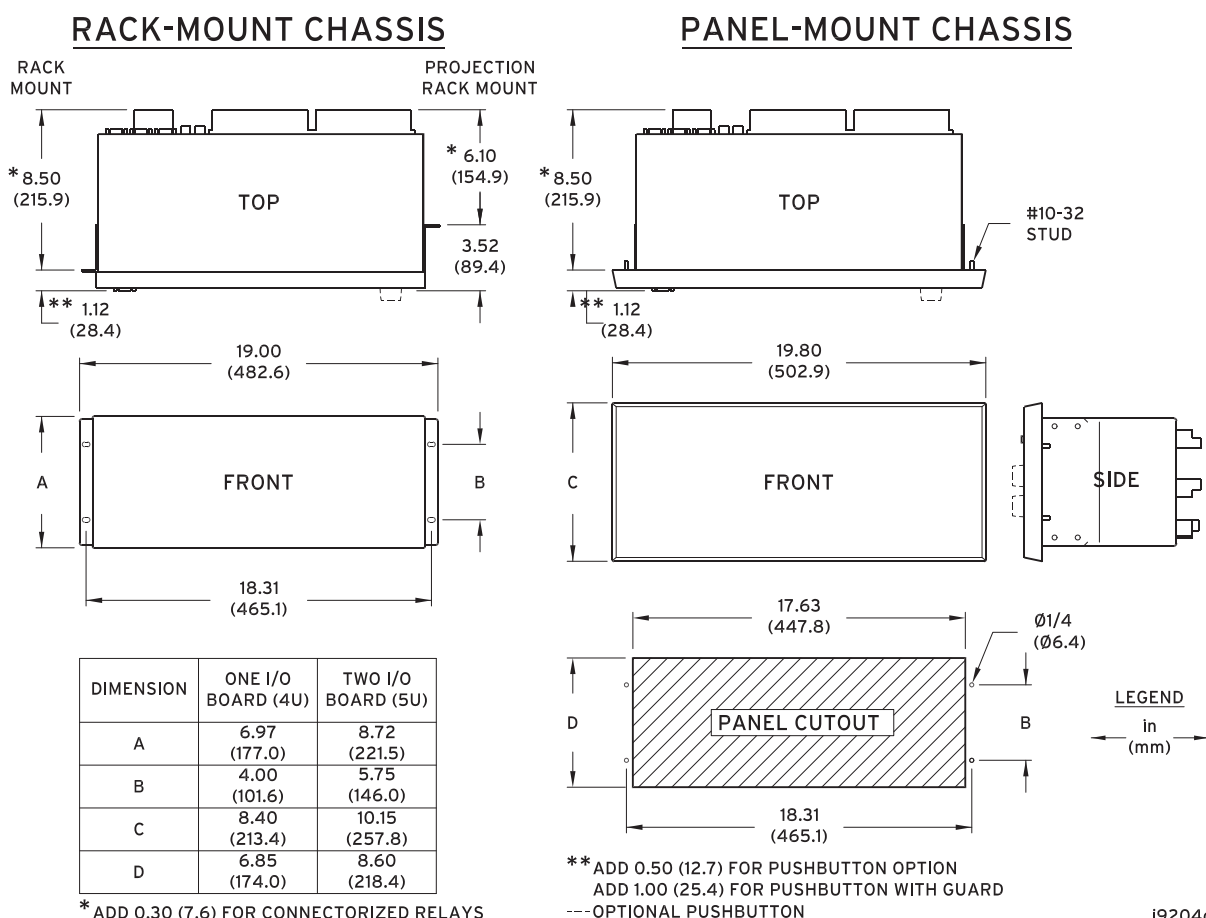 RACK-MOUNT CHASSIS
PANEL-MOUNT CHASSIS
RACK
MOUNT
PROJECTION
RACK MOUNT
*8.50
(215.9)
TOP
* 6.10
(154.9)
3.52
(89.4)
** 1.12
(28.4)
*8.50
(215.9)
TOP
#10-32
STUD
** 1.12
(28.4)
19.00
(482.6)
A
FRONT
B
18.31
(465.1)
19.80
(502.9)
C
FRONT
SIDE
17.63
(447.8)
Ø1/4
(Ø6.4)
D
PANEL CUTOUT
B
18.31
(465.1)
LEGEND
in
(mm)
DIMENSION
ONE I/O
BOARD (4U)
TWO I/O
BOARD (5U)
A
6.97
(177.0)
8.72
(221.5)
B
4.00
(101.6)
5.75
(146.0)
C
8.40
(213.4)
10.15
(257.8)
D
6.85
(174.0)
8.60
(218.4)
*ADD 0.30 (7.6) FOR CONNECTORIZED RELAYS
**ADD 0.50 (12.7) FOR PUSHBUTTON OPTION
ADD 1.00 (25.4) FOR PUSHBUTTON WITH GUARD
---OPTIONAL PUSHBUTTON